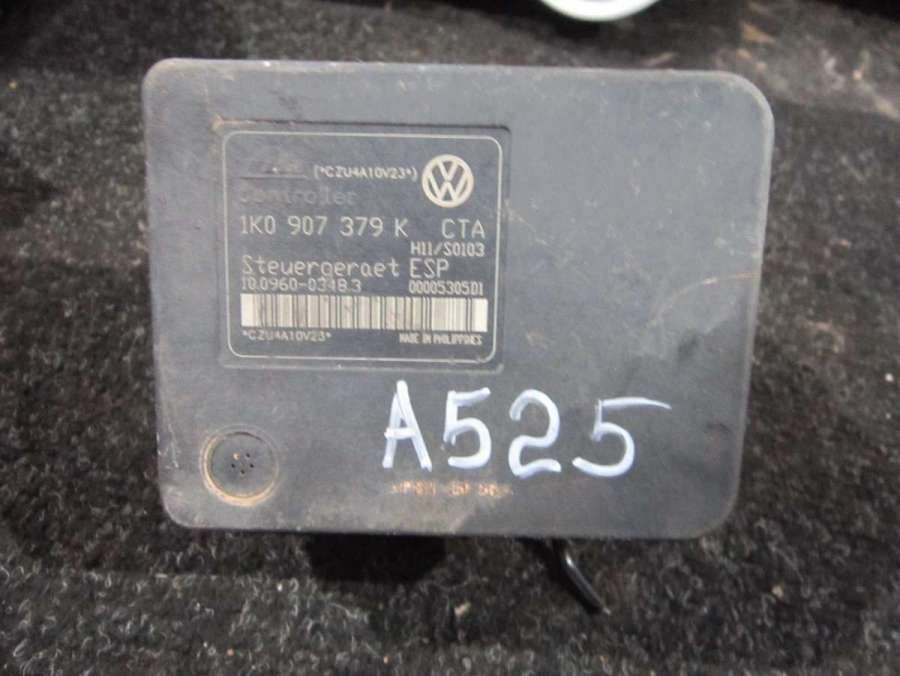 (*CZU4A10V23*)
Controller
1K0 907 379 K CTA
H11/S0103
Steuergeraet ESP
10.0960-0348.3 0000530501
*CZU4A10V23* MADE IN PHILIPPINES
A525